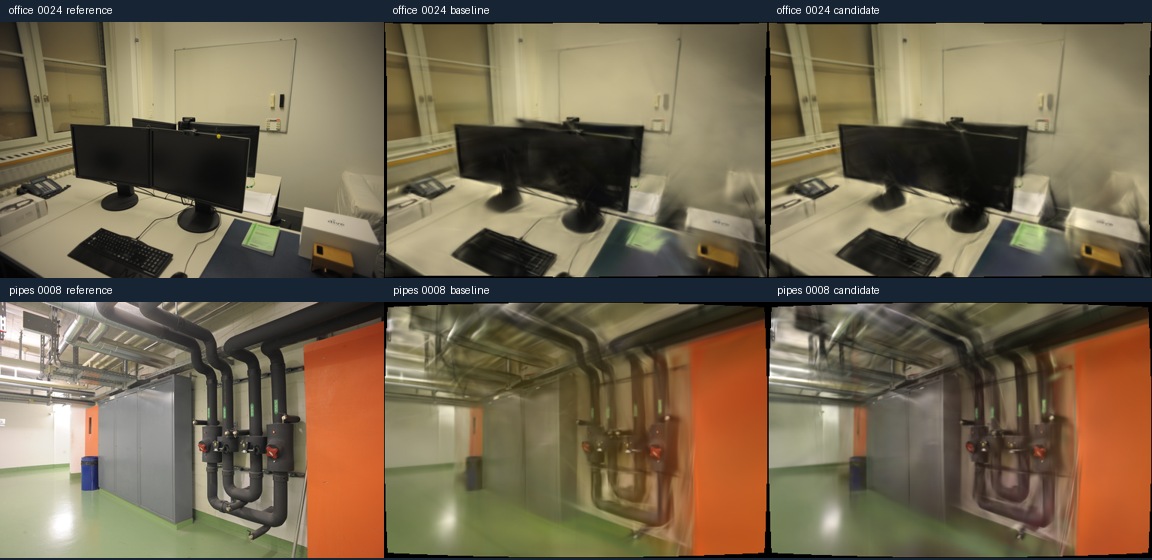 office 0024 reference
office 0024 baseline
office 0024 candidate
pipes 0008 reference
pipes 0008 baseline
pipes 0008 candidate